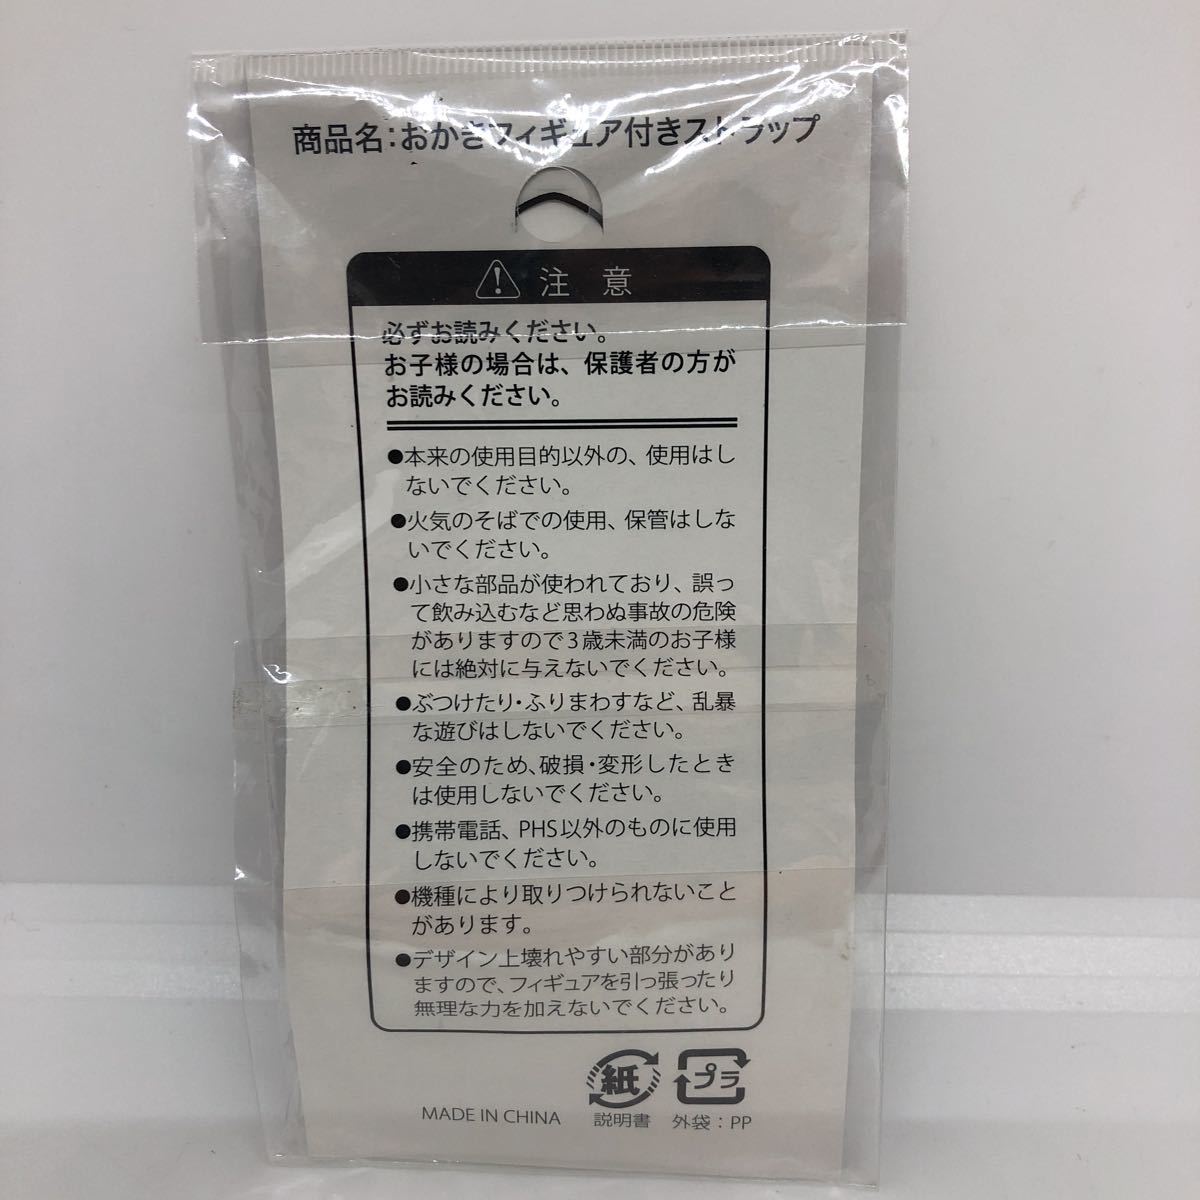 商品名:おかきフィギュア付きストラップ
注 意
必ずお読みください。
お子様の場合は、保護者の方が
お読みください。
●本来の使用目的以外の、使用はし
ないでください。
●火気のそばでの使用、保管はしな
いでください。
●小さな部品が使われており、誤っ
て飲み込むなど思わぬ事故の危険
がありますので3歳未満のお子様
には絶対に与えないでください。
●ぶつけたり・ふりまわすなど、乱暴
な遊びはしないでください。
●安全のため、破損・変形したとき
は使用しないでください。
●携帯電話、PHS以外のものに使用
しないでください。
●機種により取りつけられないこと
があります。
●デザイン上壊れやすい部分があり
ますので、フィギュアを引っ張ったり
無理な力を加えないでください。
紙 プラ
MADE IN CHINA 説明書 外袋:PP